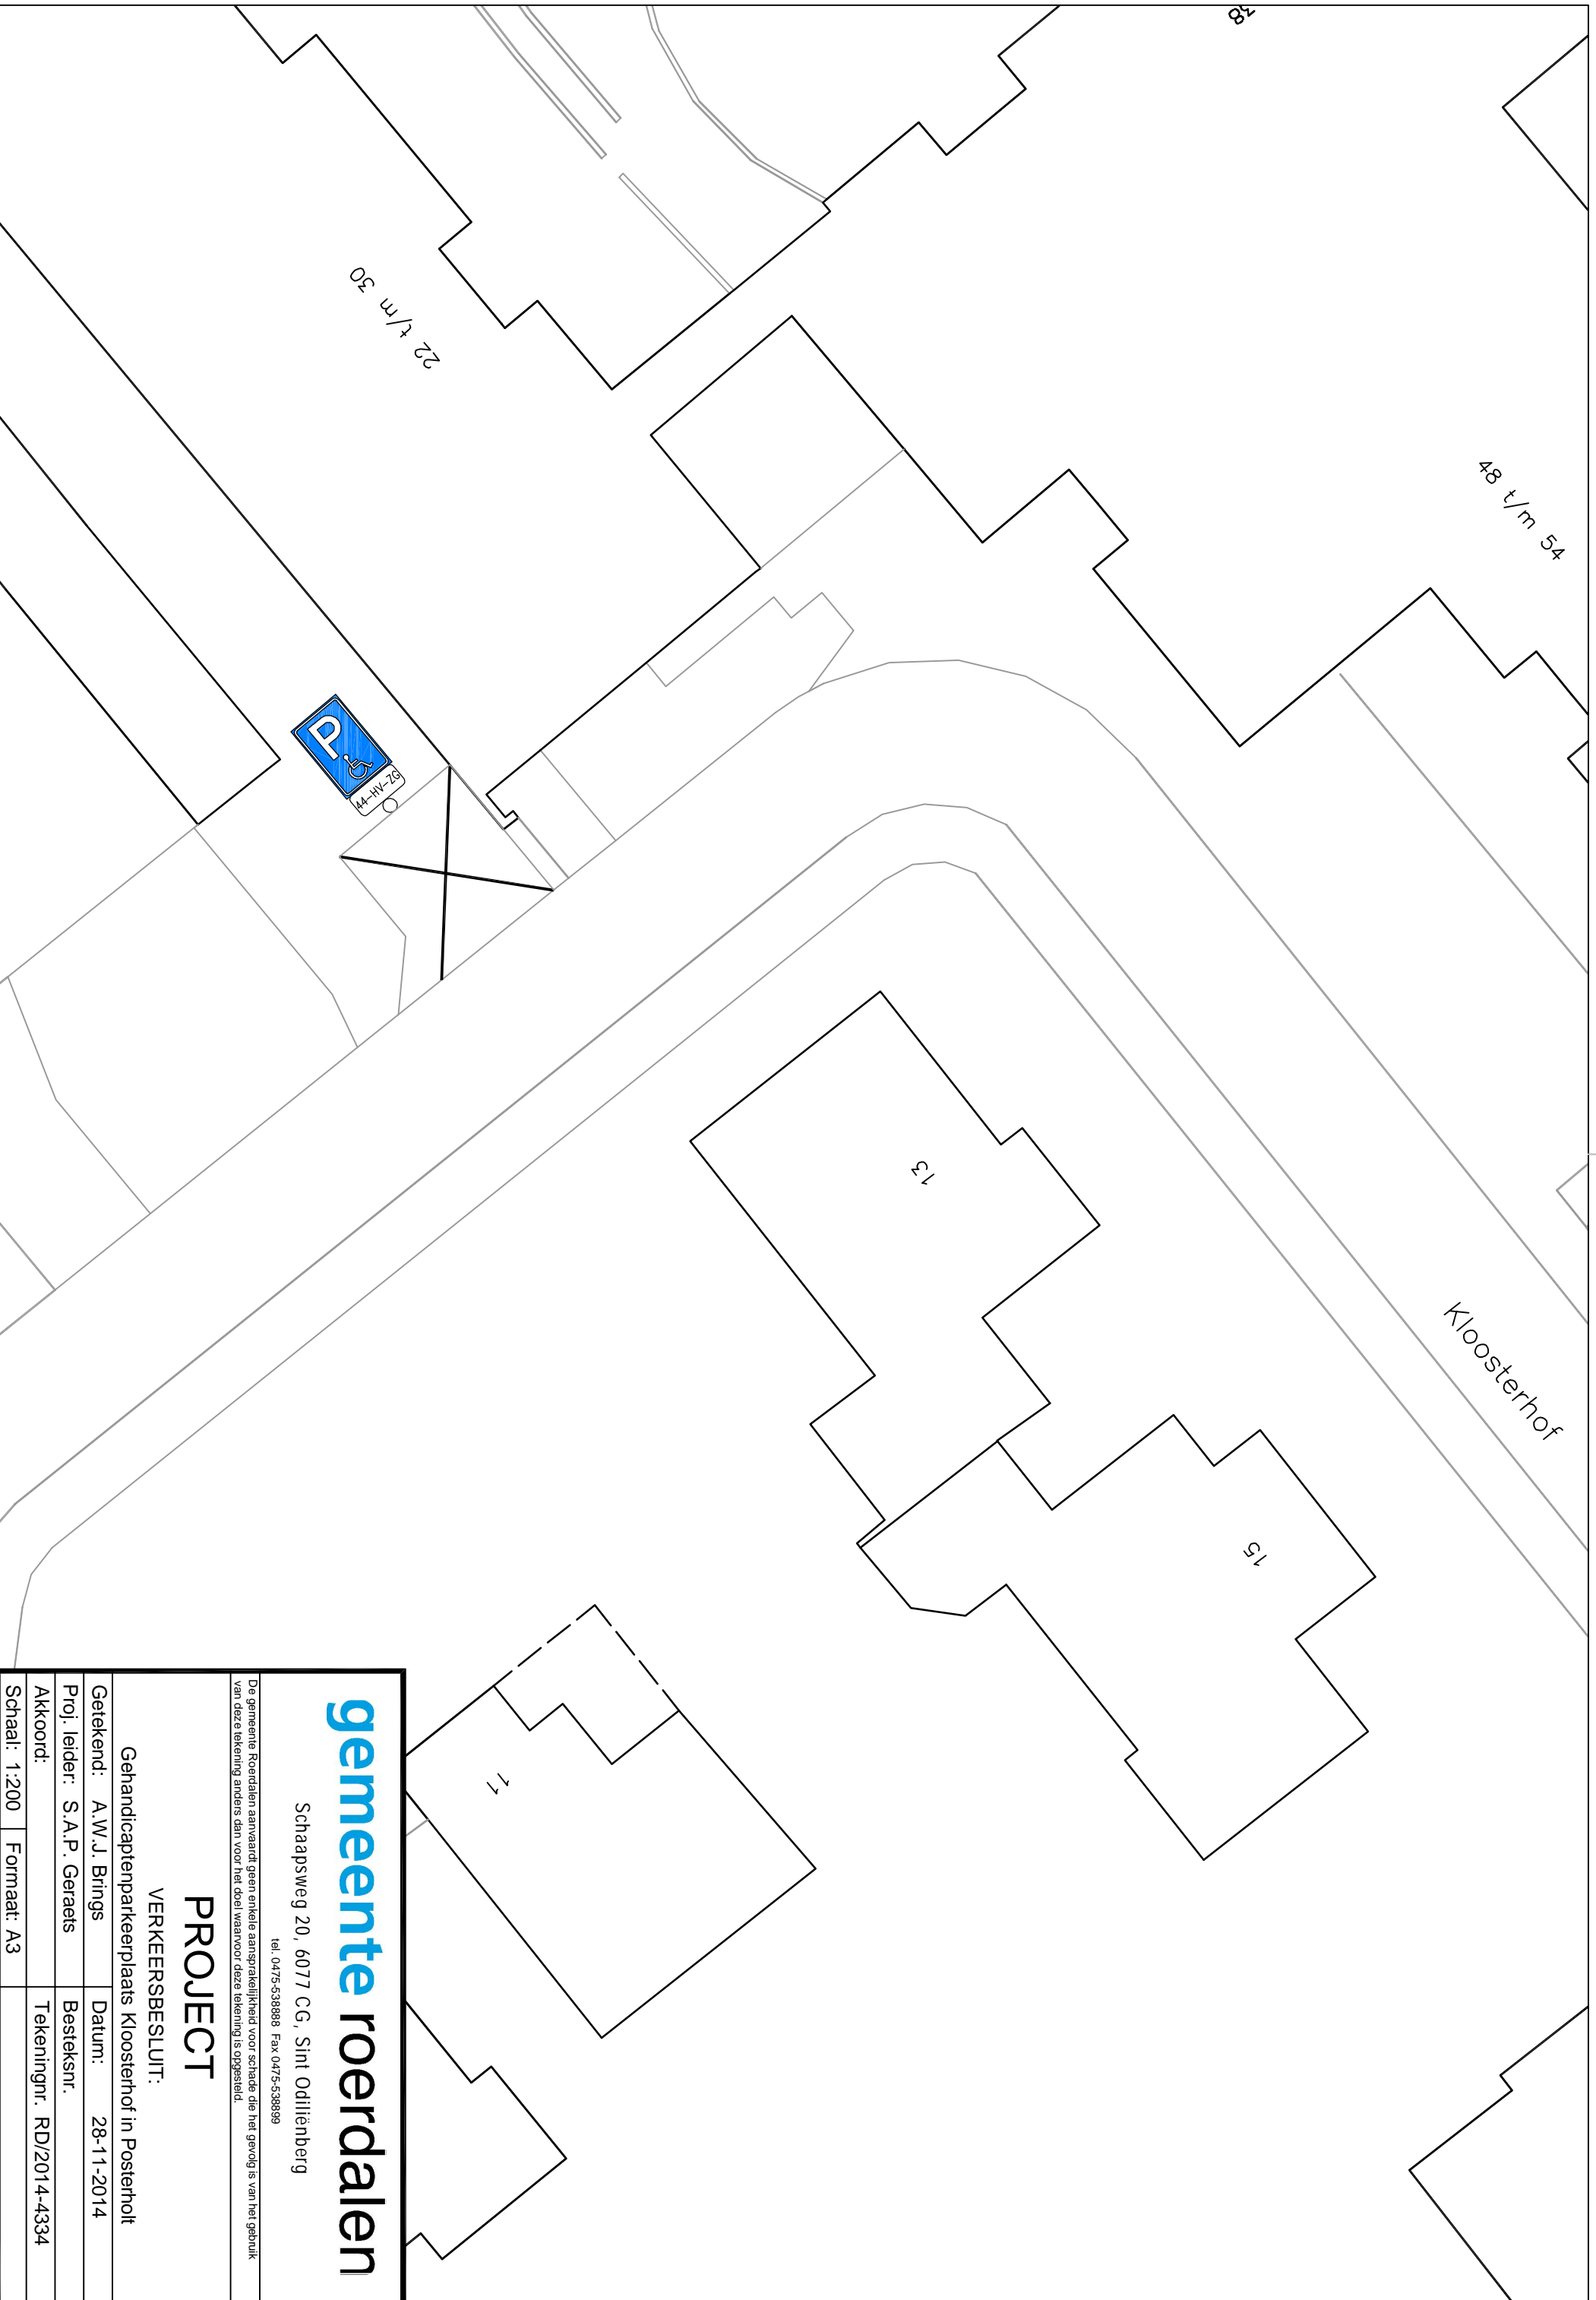 22 t/m 30
48 t/m 54
P
44-HV-ZG
13
15
11
Kloosterhof
gemeente roerdalen
Schaapsweg 20, 6077 CG, Sint Odiliënberg
tel. 0475-538888 Fax 0475-538899
De gemeente Roerdalen aanvaardt geen enkele aansprakelijkheid voor schade die het gevolg is van het gebruik
van deze tekening anders dan voor het doel waarvoor deze tekening is opgesteld.
PROJECT
VERKEERSBESLUIT:
Gehandicaptenparkeerplaats Kloosterhof in Posterholt
Getekend: A.W.J. Brings Datum: 28-11-2014
Proj. leider: S.A.P. Geraets Besteksnr.
Akkoord: Tekeningnr. RD/2014-4334
Schaal: 1:200 Formaat: A3